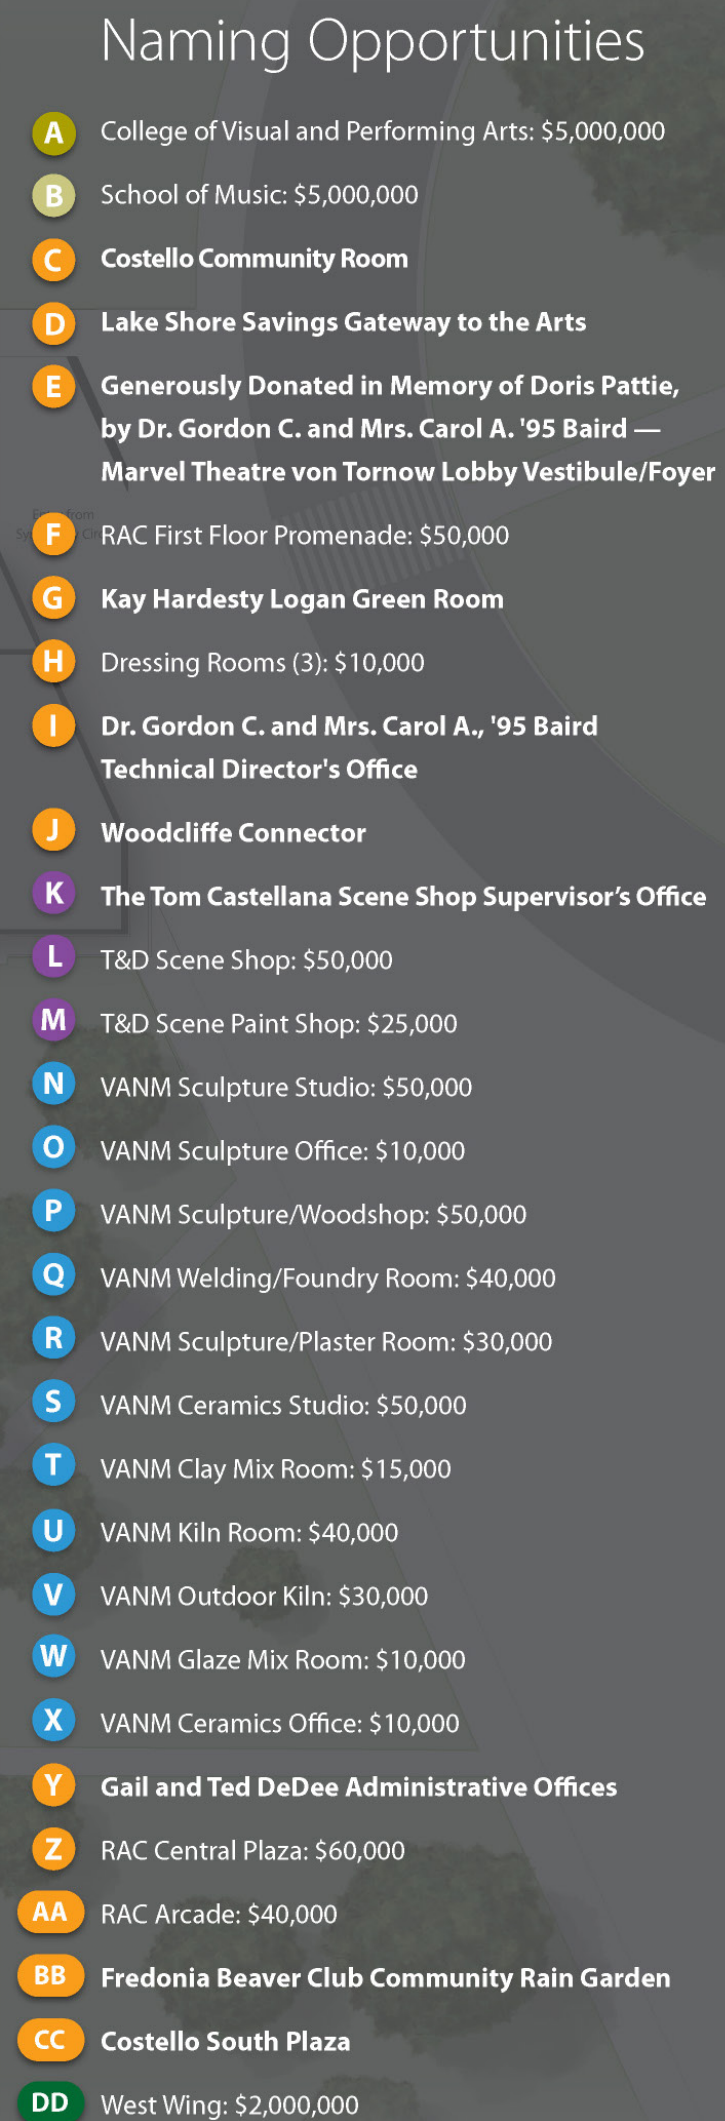 Naming Opportunities
A College of Visual and Performing Arts: $5,000,000
B School of Music: $5,000,000
C Costello Community Room
D Lake Shore Savings Gateway to the Arts
E Generously Donated in Memory of Doris Pattie,
by Dr. Gordon C. and Mrs. Carol A. '95 Baird —
Marvel Theatre von Tornow Lobby Vestibule/Foyer
from
F RAC First Floor Promenade: $50,000
G Kay Hardesty Logan Green Room
H Dressing Rooms (3): $10,000
I Dr. Gordon C. and Mrs. Carol A., '95 Baird
Technical Director's Office
J Woodcliffe Connector
K The Tom Castellana Scene Shop Supervisor’s Office
L T&D Scene Shop: $50,000
M T&D Scene Paint Shop: $25,000
N VANM Sculpture Studio: $50,000
O VANM Sculpture Office: $10,000
P VANM Sculpture/Woodshop: $50,000
Q VANM Welding/Foundry Room: $40,000
R VANM Sculpture/Plaster Room: $30,000
S VANM Ceramics Studio: $50,000
T VANM Clay Mix Room: $15,000
U VANM Kiln Room: $40,000
V VANM Outdoor Kiln: $30,000
W VANM Glaze Mix Room: $10,000
X VANM Ceramics Office: $10,000
Y Gail and Ted DeDee Administrative Offices
Z RAC Central Plaza: $60,000
AA RAC Arcade: $40,000
BB Fredonia Beaver Club Community Rain Garden
CC Costello South Plaza
DD West Wing: $2,000,000